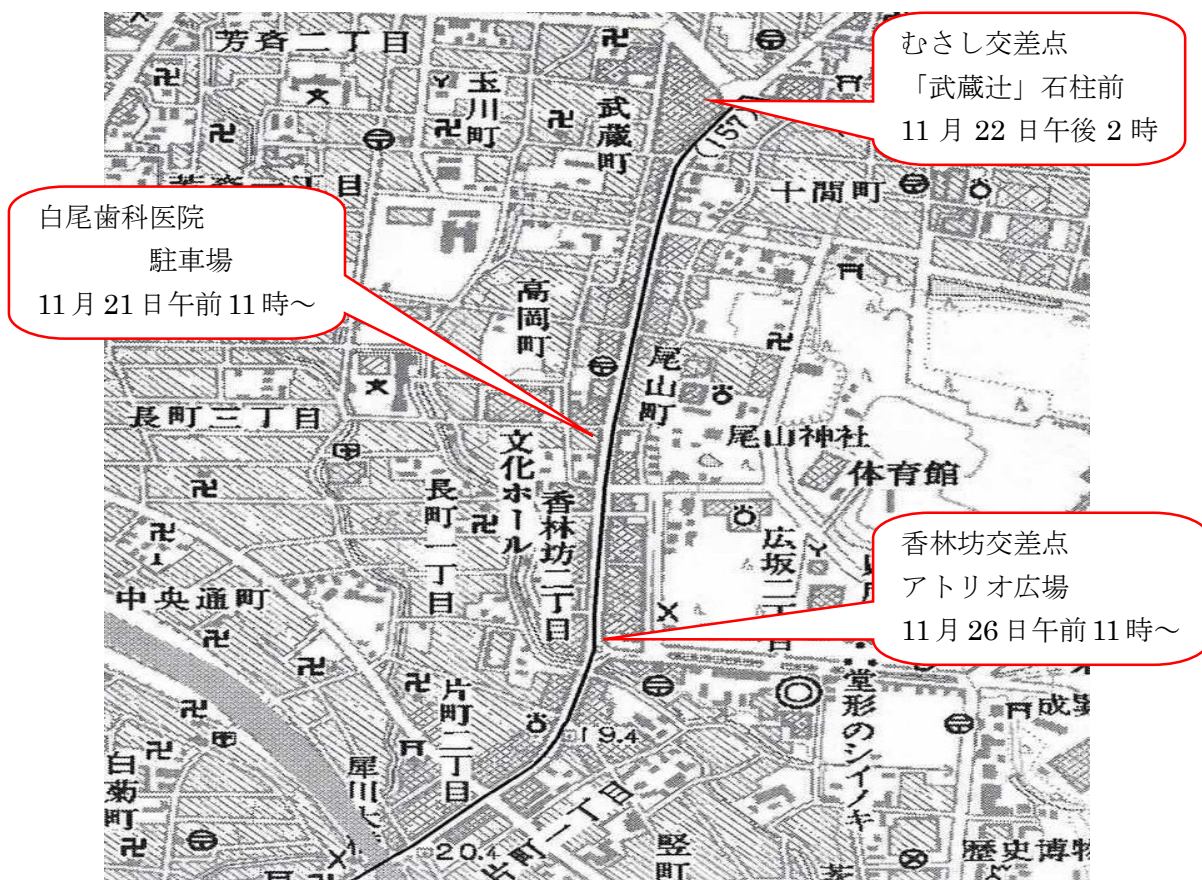 むさし交差点
「武蔵辻」石柱前
11 月 22 日午後 2 時
白尾歯科医院
駐車場
11 月 21 日午前 11 時～
香林坊交差点
アトリオ広場
11 月 26 日午前 11 時～
芳斉二丁目
玉川町
武蔵町
(157)
十間町
高岡町
尾山町
長町三丁目
尾山神社
体育館
文化ホール
香林坊二丁目
長町一丁目
広坂二丁目
中央通町
片町二丁目
堂形のシイノキ
19.4
白菊町
犀川大
20.4
片町一丁目
竪町
歴史博物